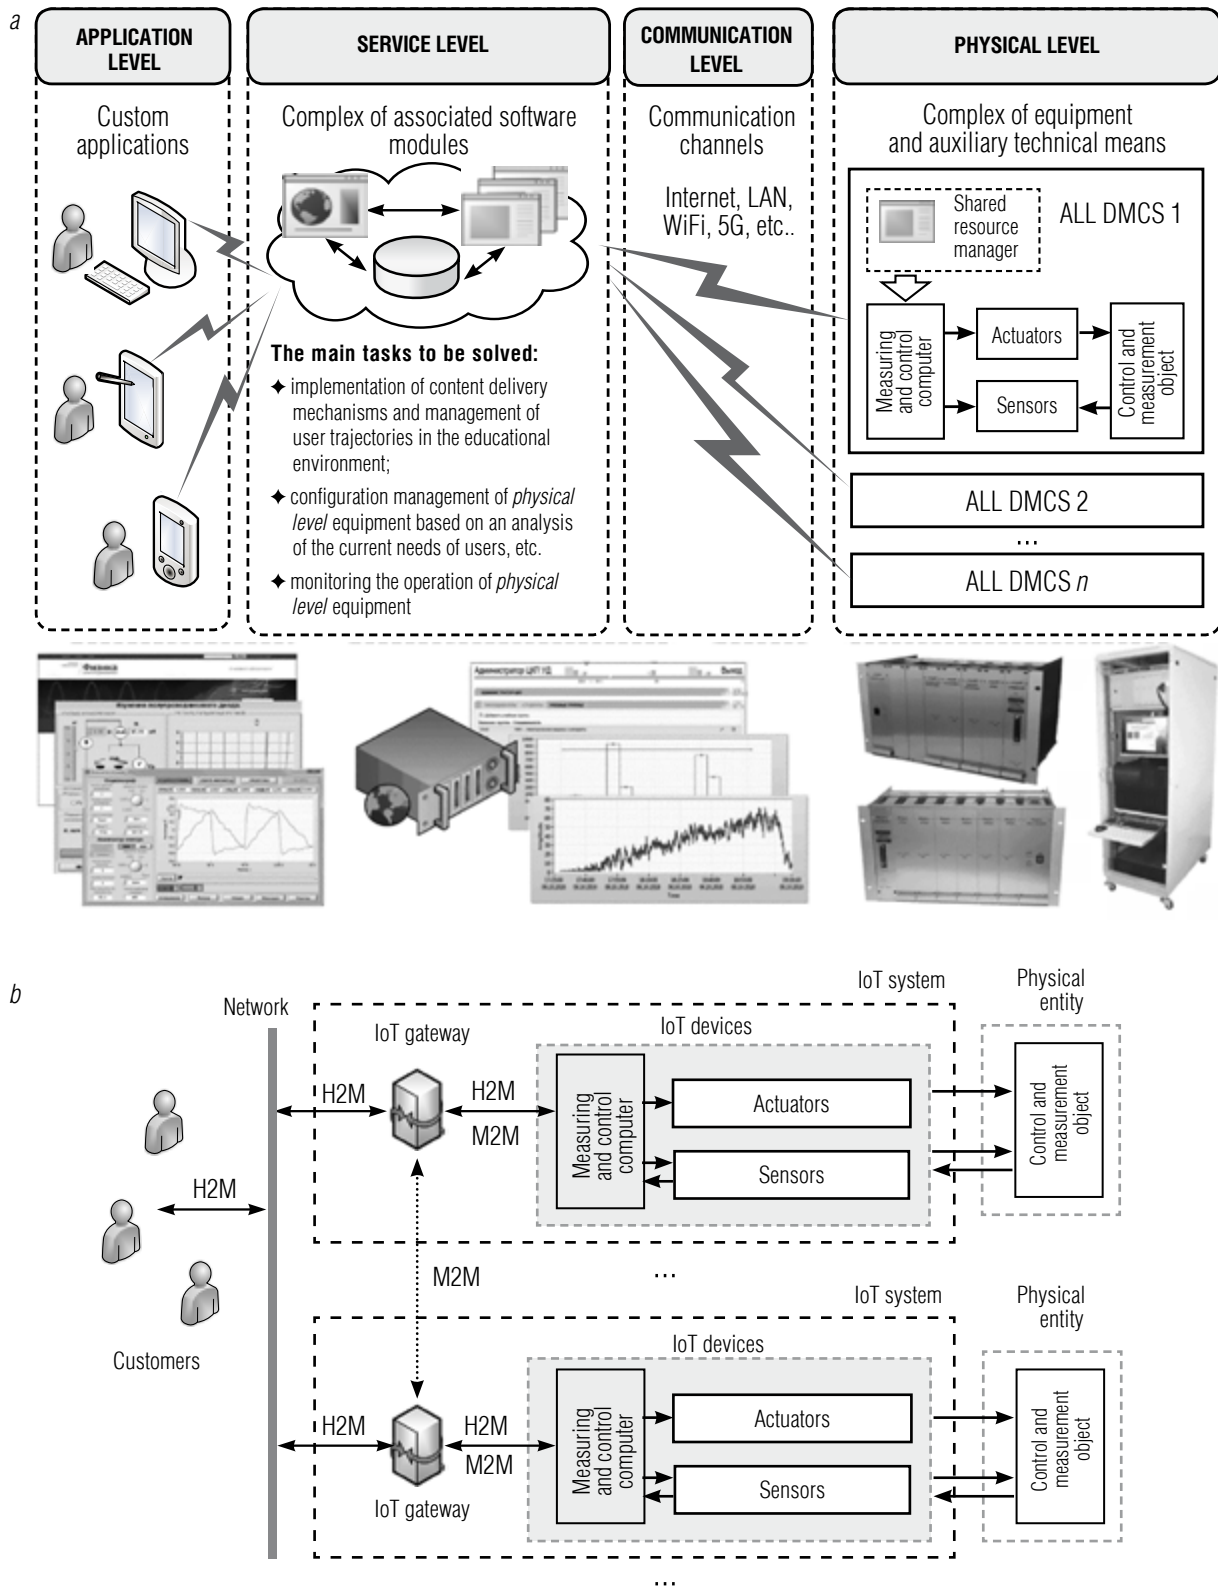 a
APPLICATION
LEVEL
SERVICE LEVEL
COMMUNICATION
LEVEL
PHYSICAL LEVEL
Custom
applications
Complex of associated software
modules
The main tasks to be solved:
✦ implementation of content delivery
mechanisms and management of
user trajectories in the educational
environment;
✦ configuration management of physical
level equipment based on an analysis
of the current needs of users, etc.
✦ monitoring the operation of physical
level equipment
Communication
channels
Internet, LAN,
WiFi, 5G, etc..
Complex of equipment
and auxiliary technical means
Shared
resource
manager
ALL DMCS 1
Measuring
and control
computer
Actuators
Sensors
Control and
measurement
object
ALL DMCS 2
...
ALL DMCS n
Физика
Администратор ЦКП УД
Выход
b
Network
IoT system
Physical
entity
IoT gateway
IoT devices
H2M
H2M
M2M
Measuring
and control
computer
Actuators
Sensors
Control and
measurement
object
H2M
M2M
...
Customers
IoT system
Physical
entity
IoT devices
H2M
H2M
M2M
IoT gateway
Measuring
and control
computer
Actuators
Sensors
Control and
measurement
object
...